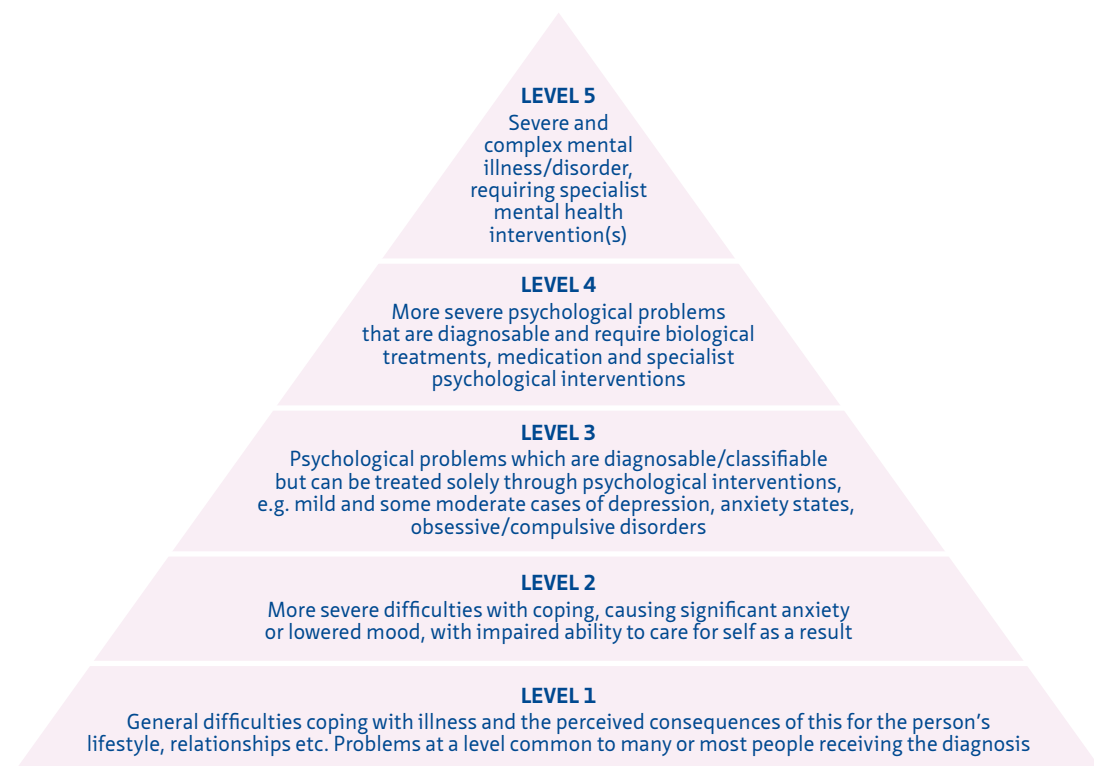 LEVEL 5
Severe and
complex mental
illness/disorder,
requiring specialist
mental health
intervention(s)
LEVEL 4
More severe psychological problems
that are diagnosable and require biological
treatments, medication and specialist
psychological interventions
LEVEL 3
Psychological problems which are diagnosable/classifiable
but can be treated solely through psychological interventions,
e.g. mild and some moderate cases of depression, anxiety states,
obsessive/compulsive disorders
LEVEL 2
More severe difficulties with coping, causing significant anxiety
or lowered mood, with impaired ability to care for self as a result
LEVEL 1
General difficulties coping with illness and the perceived consequences of this for the person's
lifestyle, relationships etc. Problems at a level common to many or most people receiving the diagnosis